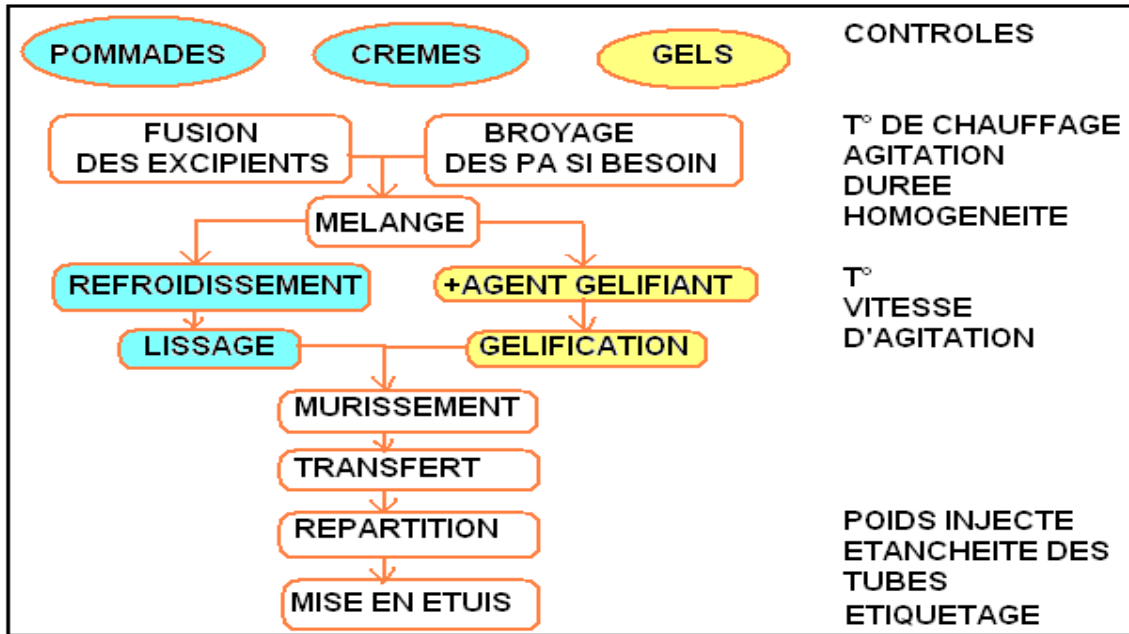 POMMADES
CREMES
GELS
CONTROLES
FUSION
DES EXCIPIENTS
BROYAGE
DES PA SI BESOIN
T° DE CHAUFFAGE
AGITATION
DUREE
HOMOGENEITE
MELANGE
REFROIDISSEMENT
+AGENT GELIFIANT
T°
VITESSE
D'AGITATION
LISSAGE
GELIFICATION
MURISSEMENT
TRANSFERT
REPARTITION
POIDS INJECTE
ETANCHEITE DES
TUBES
MISE EN ETUIS
ETIQUETAGE